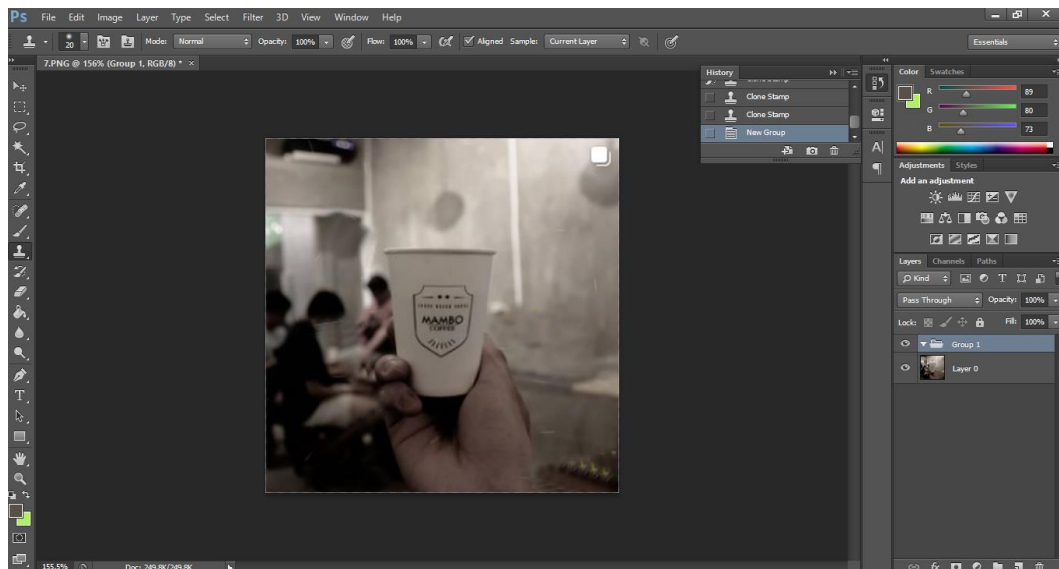 Ps File Edit Image Layer Type Select Filter 3D View Window Help
20 Mode: Normal Opacity: 100% Flow: 100% Aligned Sample: Current Layer Essentials
7.PNG @ 156% (Group 1, RGB/8) * ×
History
Clone Stamp
Clone Stamp
New Group
Color Swatches
R 89
G 80
B 73
Adjustments Styles
Add an adjustment
Layers Channels Paths
Kind
Pass Through Opacity: 100%
Lock: Fill: 100%
Group 1
Layer 0
MAMBO
COFFEE
155.5% Doc: 249.8K/249.8K